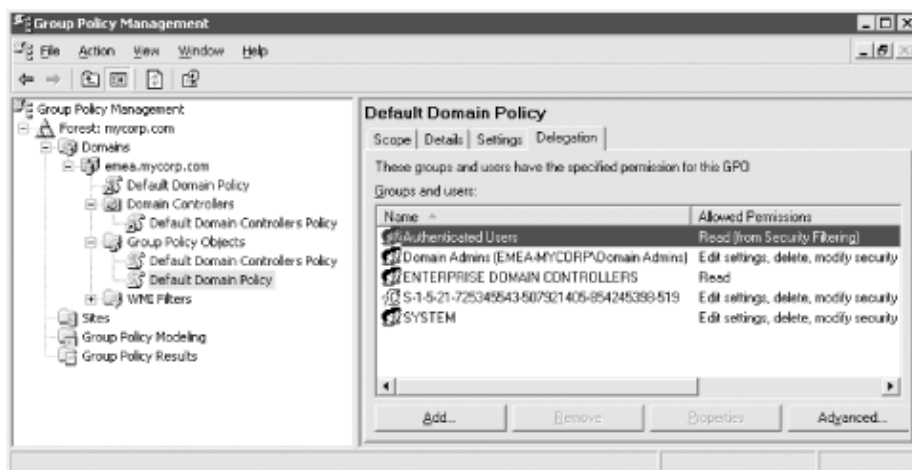 Group Policy Management
File Action View Window Help
Group Policy Management
Forest: mycorp.com
Domains
emea.mycorp.com
Default Domain Policy
Domain Controllers
Default Domain Controllers Policy
Group Policy Objects
Default Domain Controllers Policy
Default Domain Policy
WMI Filters
Sites
Group Policy Modeling
Group Policy Results
Default Domain Policy
Scope Details Settings Delegation
These groups and users have the specified permission for this GPO
Groups and users:
Name Allowed Permissions
Authenticated Users Read (from Security Filtering)
Domain Admins (EMEA-MYCORP\Domain Admins) Edit settings, delete, modify security
ENTERPRISE DOMAIN CONTROLLERS Read
S-1-5-21-725345543-507921405-854245398-519 Edit settings, delete, modify security
SYSTEM Edit settings, delete, modify security
Add... Remove Properties Advanced...